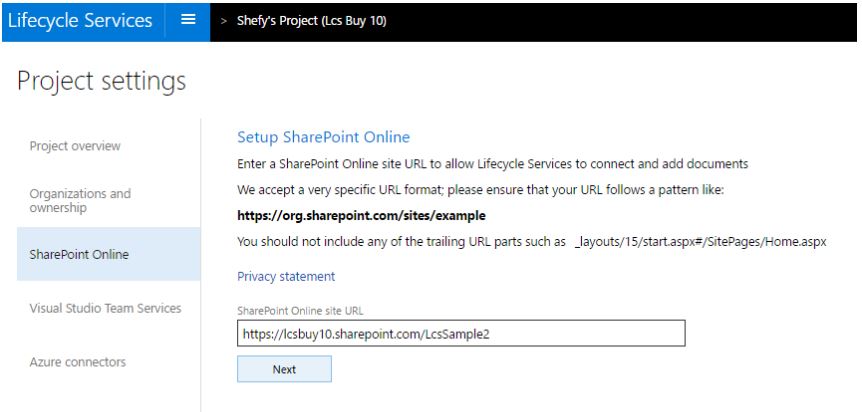 Lifecycle Services
> Shefy's Project (Lcs Buy 10)
Project settings
Project overview
Organizations and
ownership
SharePoint Online
Visual Studio Team Services
Azure connectors
Setup SharePoint Online
Enter a SharePoint Online site URL to allow Lifecycle Services to connect and add documents
We accept a very specific URL format; please ensure that your URL follows a pattern like:
https://org.sharepoint.com/sites/example
You should not include any of the trailing URL parts such as _layouts/15/start.aspx#/SitePages/Home.aspx
Privacy statement
SharePoint Online site URL
https://lcsbuy10.sharepoint.com/LcsSample2
Next